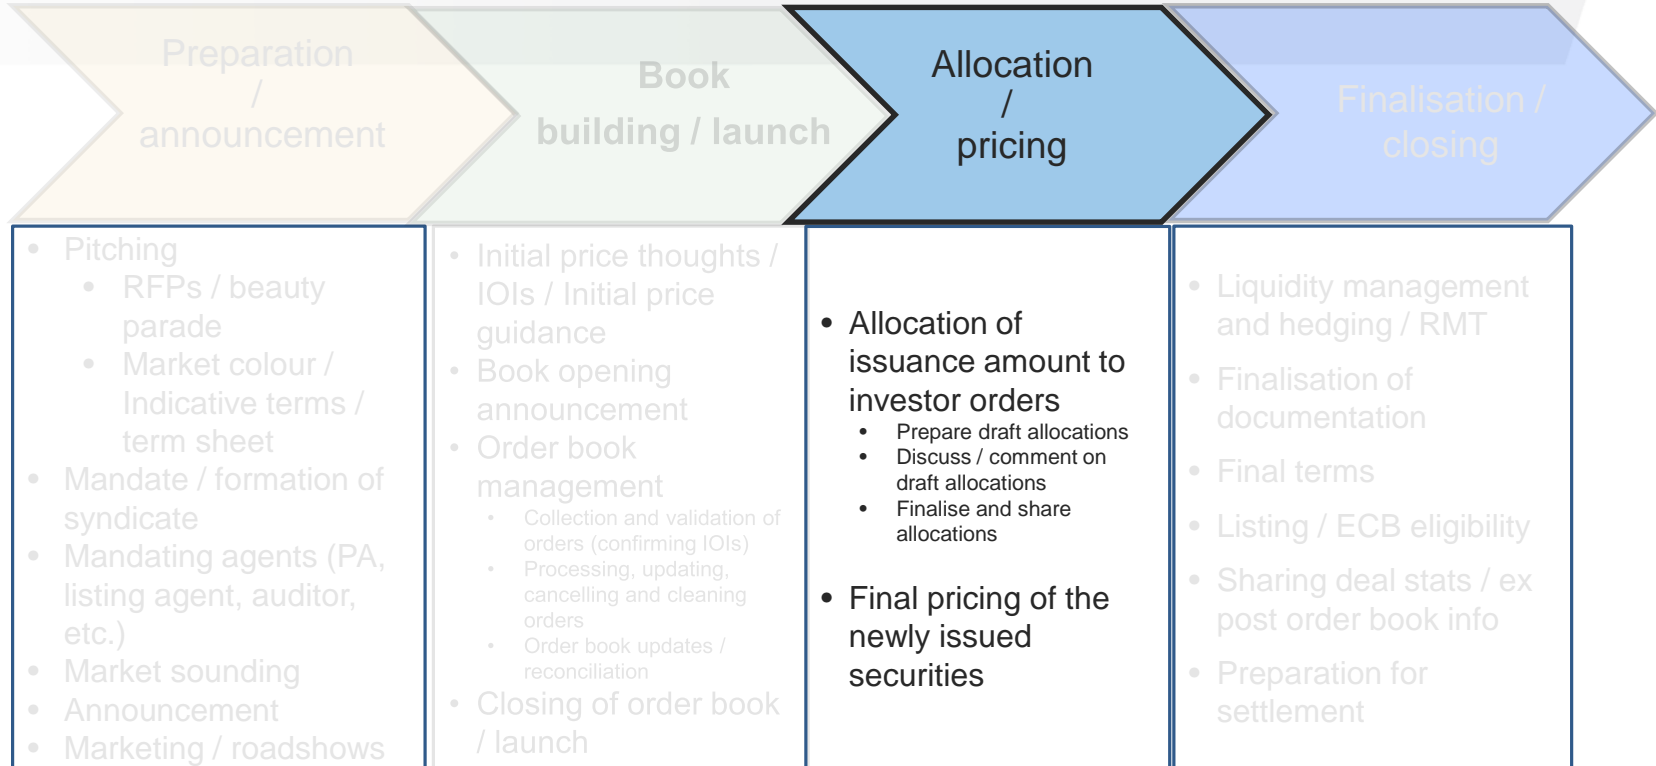 Preparation
/
announcement
Book
building / launch
Allocation
/
pricing
Finalisation /
closing
• Pitching
• RFPs / beauty
parade
• Market colour /
Indicative terms /
term sheet
• Mandate / formation of
syndicate
• Mandating agents (PA,
listing agent, auditor,
etc.)
• Market sounding
• Announcement
• Marketing / roadshows
• Initial price thoughts /
IOIs / Initial price
guidance
• Book opening
announcement
• Order book
management
• Collection and validation of
orders (confirming IOIs)
• Processing, updating,
cancelling and cleaning
orders
• Order book updates /
reconciliation
• Closing of order book
/ launch
• Allocation of
issuance amount to
investor orders
• Prepare draft allocations
• Discuss / comment on
draft allocations
• Finalise and share
allocations
• Final pricing of the
newly issued
securities
• Liquidity management
and hedging / RMT
• Finalisation of
documentation
• Final terms
• Listing / ECB eligibility
• Sharing deal stats / ex
post order book info
• Preparation for
settlement